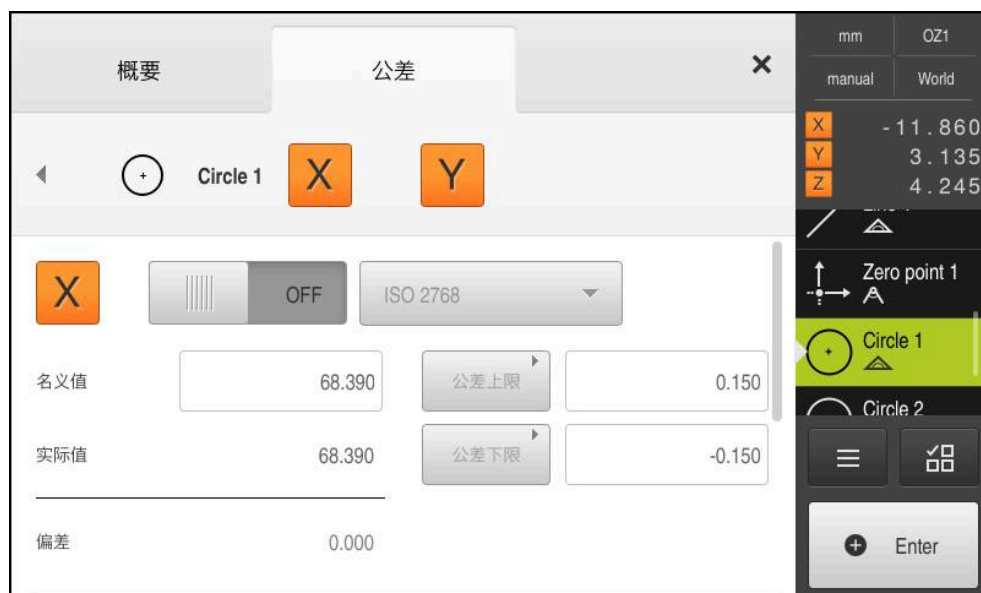 概要
公差
Circle 1
X
Y
X
OFF
ISO 2768
名义值
68.390
公差上限
0.150
实际值
68.390
公差下限
-0.150
偏差
0.000
mm
OZ1
manual
World
X -11.860
Y 3.135
Z 4.245
Zero point 1
Circle 1
Circle 2
Enter